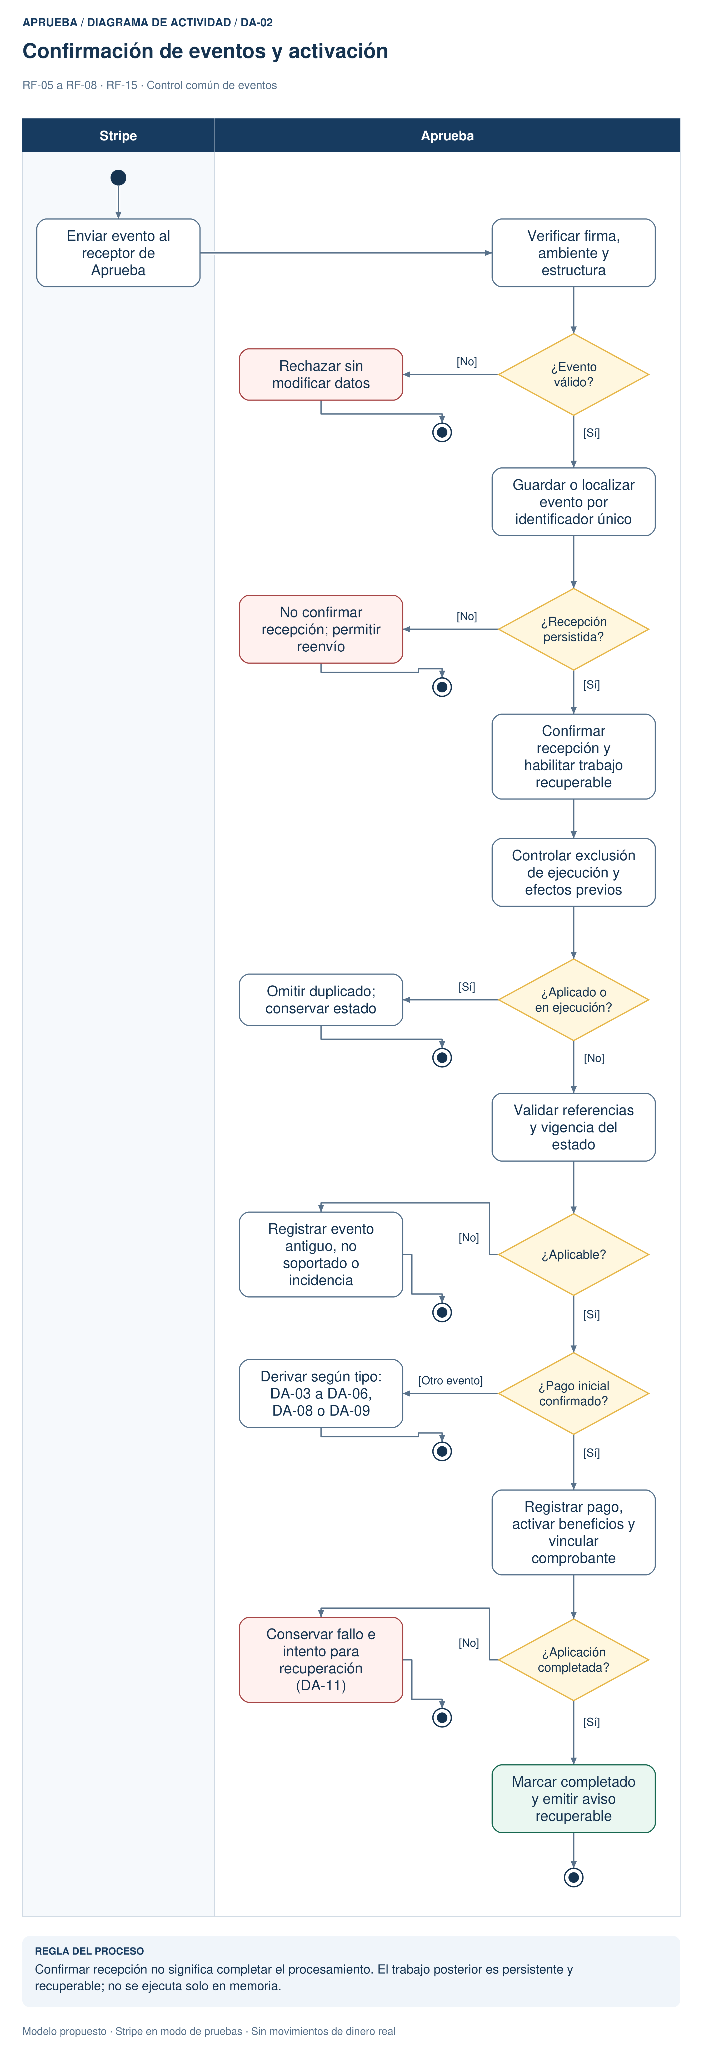 APRUEBA / DIAGRAMA DE ACTIVIDAD / DA-02
Confirmación de eventos y activación
RF-05 a RF-08 · RF-15 · Control común de eventos
Stripe
Aprueba
Enviar evento al
receptor de
Aprueba
Verificar firma,
ambiente y
estructura
¿Evento
válido?
[No]
Rechazar sin
modificar datos
[Sí]
Guardar o localizar
evento por
identificador único
¿Recepción
persistida?
[No]
No confirmar
recepción; permitir
reenvío
[Sí]
Confirmar
recepción y
habilitar trabajo
recuperable
Controlar exclusión
de ejecución y
efectos previos
¿Aplicado o
en ejecución?
[Sí]
Omitir duplicado;
conservar estado
[No]
Validar referencias
y vigencia del
estado
¿Aplicable?
[No]
Registrar evento
antiguo, no
soportado o
incidencia
[Sí]
¿Pago inicial
confirmado?
[Otro evento]
Derivar según tipo:
DA-03 a DA-06,
DA-08 o DA-09
[Sí]
Registrar pago,
activar beneficios y
vincular
comprobante
¿Aplicación
completada?
[No]
Conservar fallo e
intento para
recuperación
(DA-11)
[Sí]
Marcar completado
y emitir aviso
recuperable
REGLA DEL PROCESO
Confirmar recepción no significa completar el procesamiento. El trabajo posterior es persistente y
recuperable; no se ejecuta solo en memoria.
Modelo propuesto · Stripe en modo de pruebas · Sin movimientos de dinero real